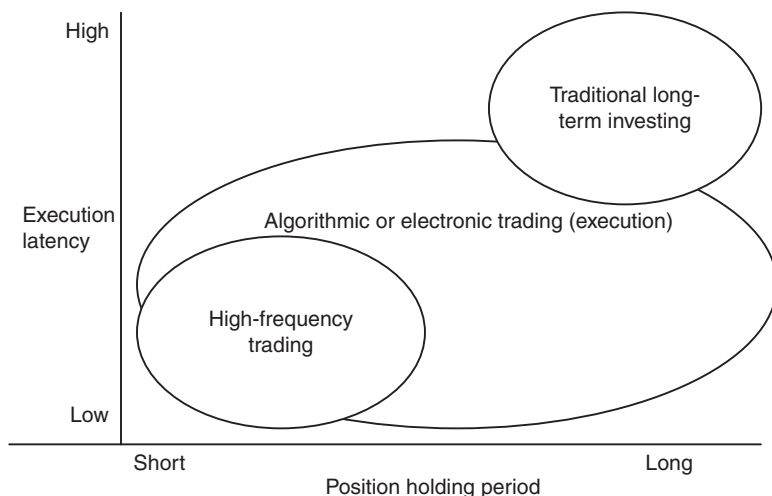 High
Traditional long-
term investing
Execution
latency
Algorithmic or electronic trading (execution)
High-frequency
trading
Low
Short
Long
Position holding period